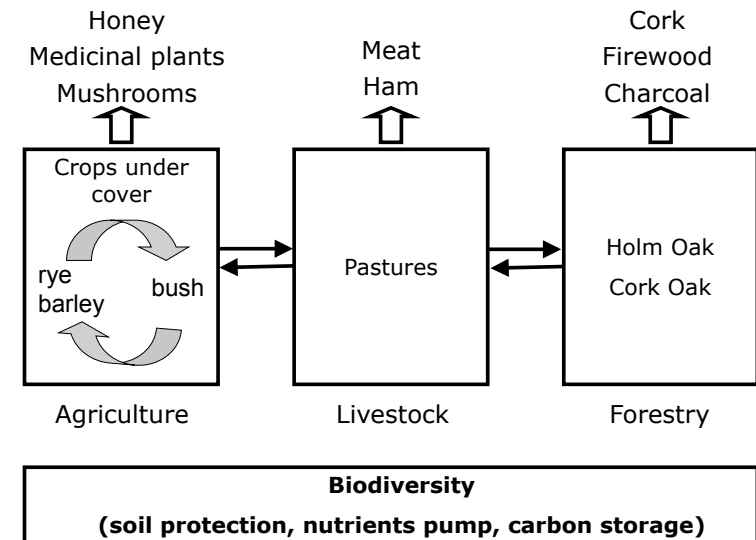 Honey
Medicinal plants
Mushrooms
Meat
Ham
Cork
Firewood
Charcoal
Crops under
cover
rye
barley
bush
Pastures
Holm Oak
Cork Oak
Agriculture
Livestock
Forestry
Biodiversity
(soil protection, nutrients pump, carbon storage)